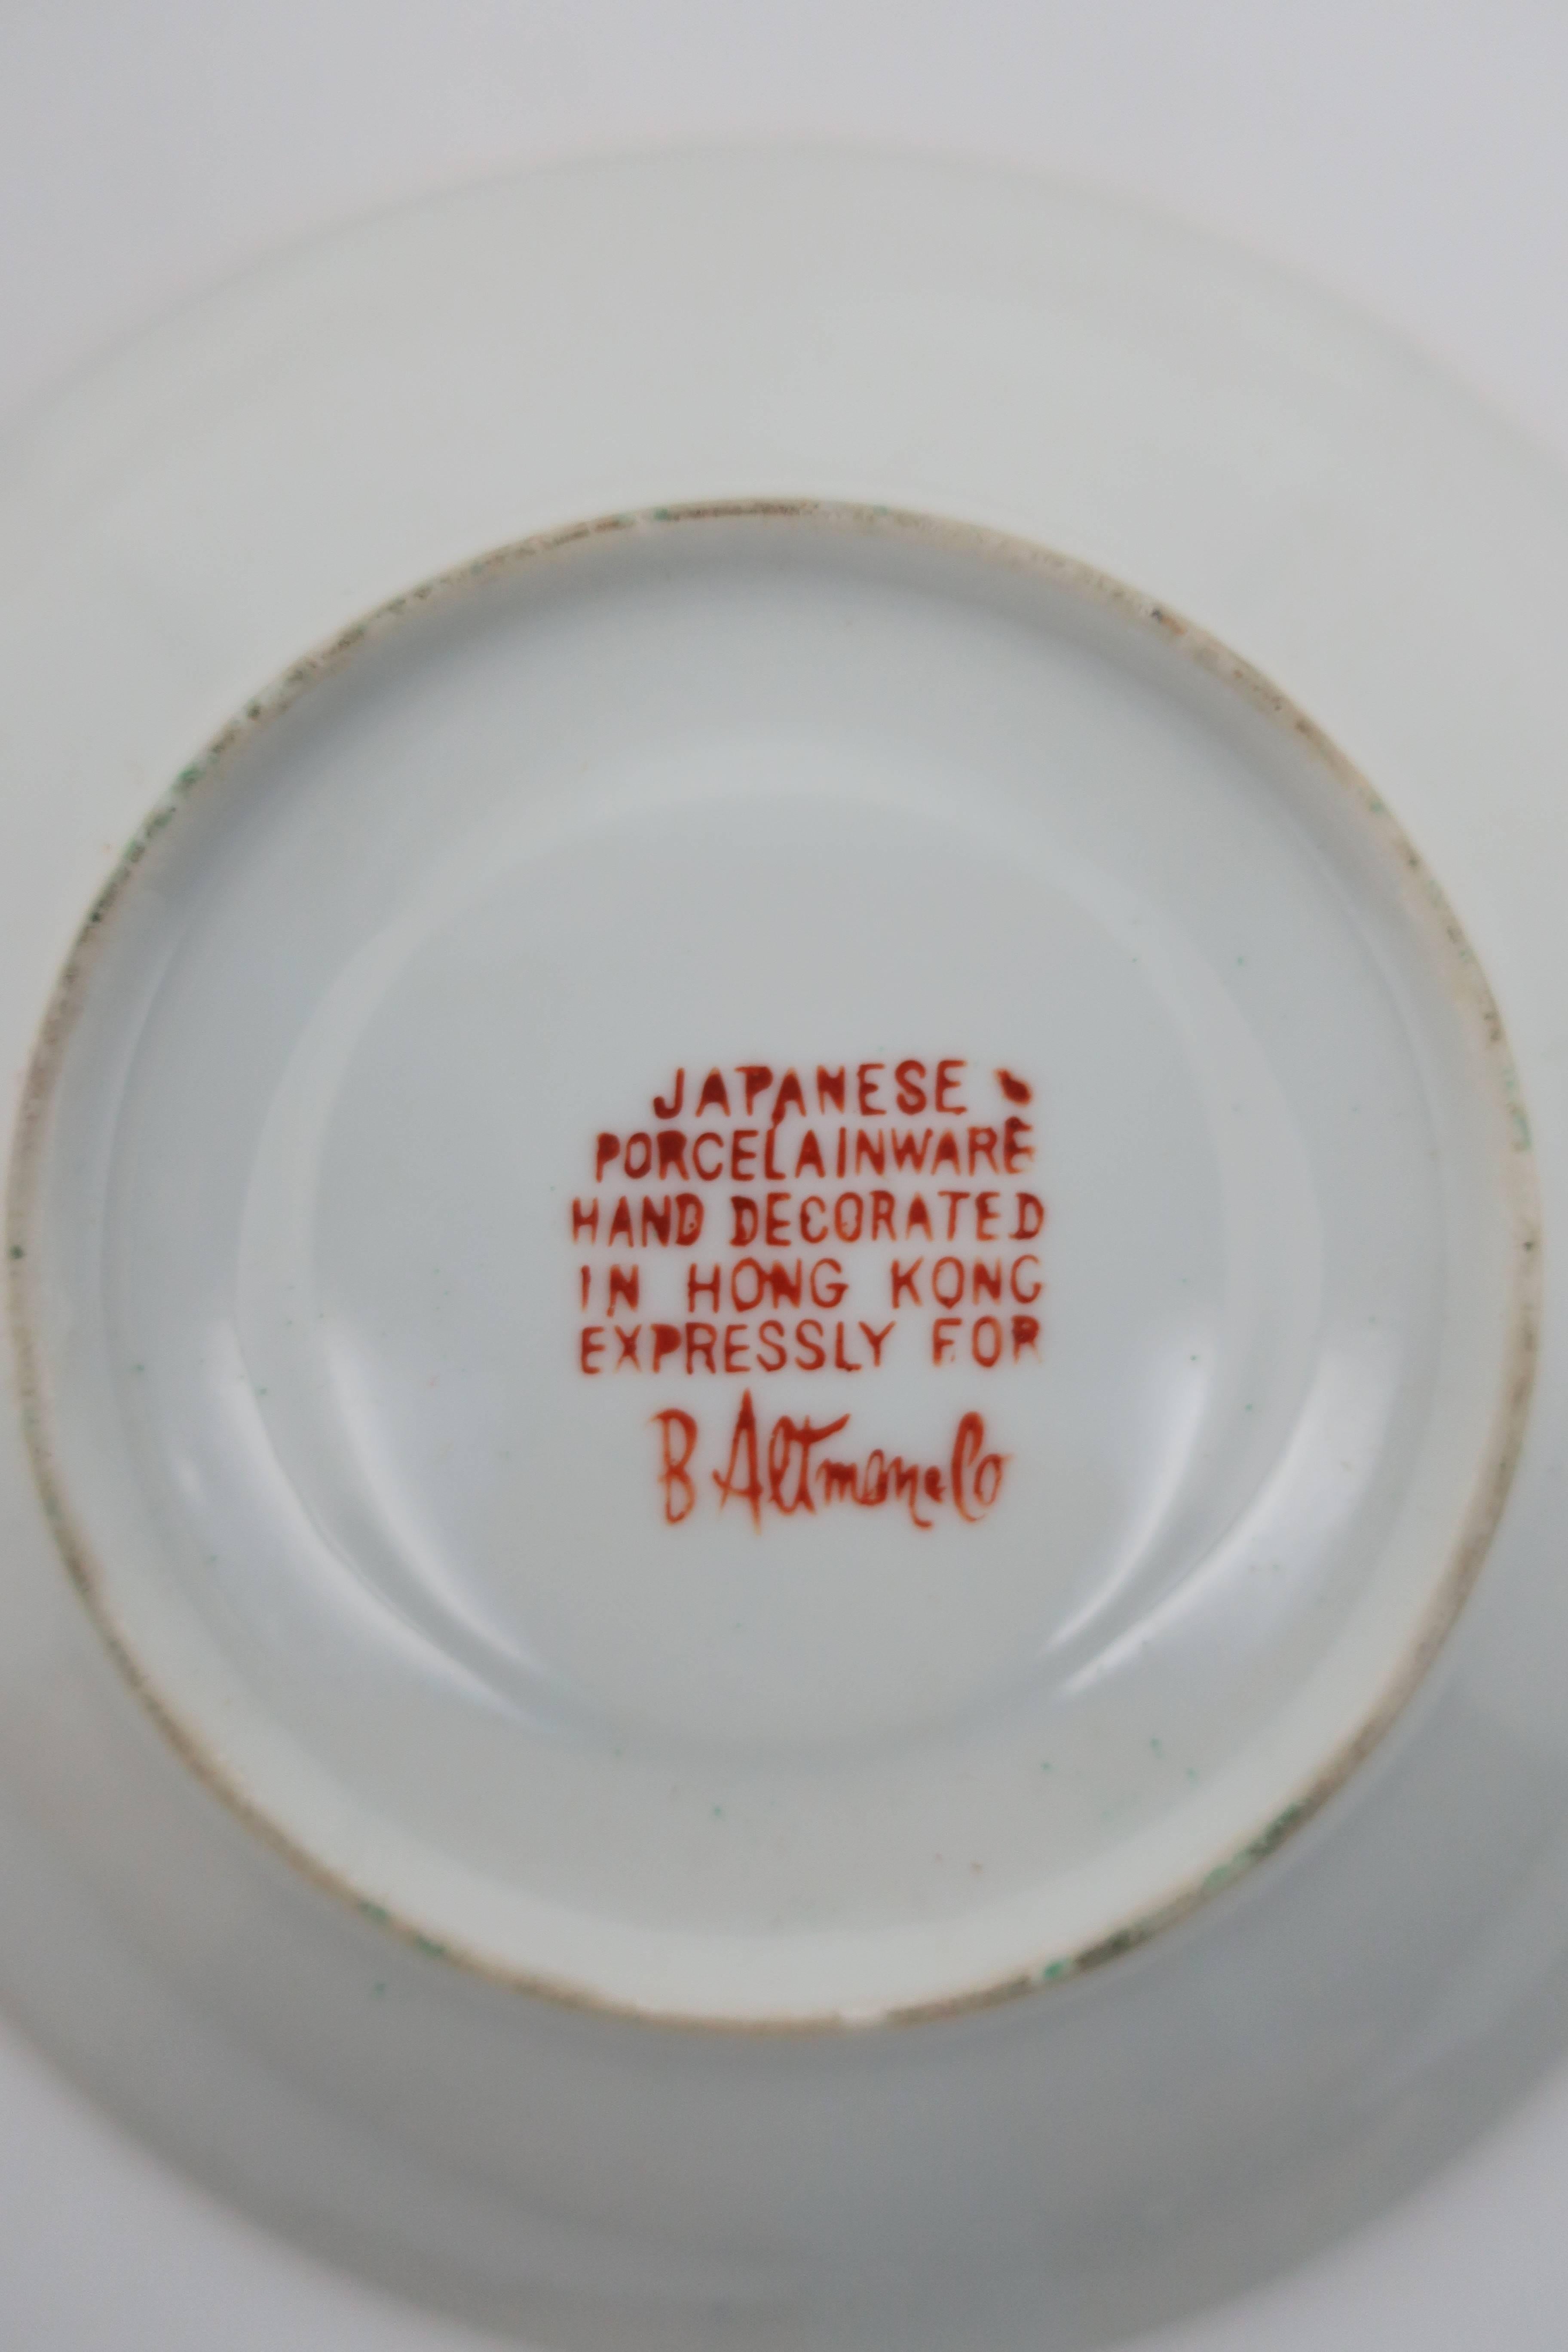 JAPANESE
PORCELAINWARE
HAND DECORATED
IN HONG KONG
EXPRESSLY FOR
B Altman & Co